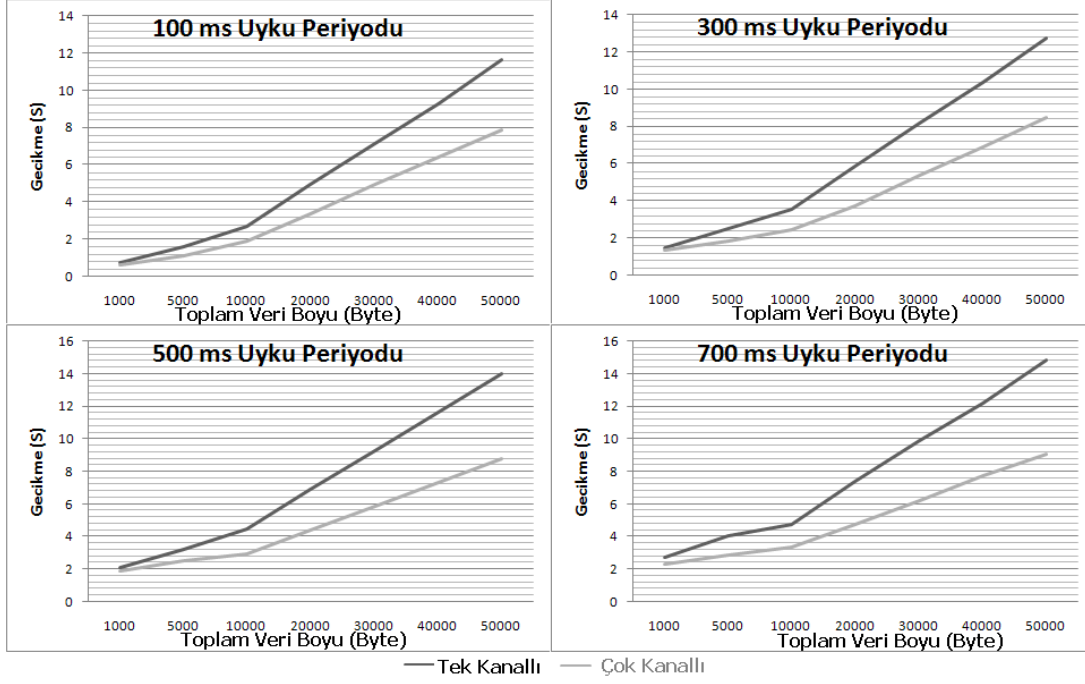 100 ms Uyku Periyodu
Gecikme (S)
14
12
10
8
6
4
2
0
1000 5000 10000 20000 30000 40000 50000
Toplam Veri Boyu (Byte)
300 ms Uyku Periyodu
Gecikme (S)
14
12
10
8
6
4
2
0
1000 5000 10000 20000 30000 40000 50000
Toplam Veri Boyu (Byte)
500 ms Uyku Periyodu
Gecikme (S)
16
14
12
10
8
6
4
2
0
1000 5000 10000 20000 30000 40000 50000
Toplam Veri Boyu (Byte)
700 ms Uyku Periyodu
Gecikme (S)
16
14
12
10
8
6
4
2
0
1000 5000 10000 20000 30000 40000 50000
Toplam Veri Boyu (Byte)
Tek Kanallı Çok Kanallı